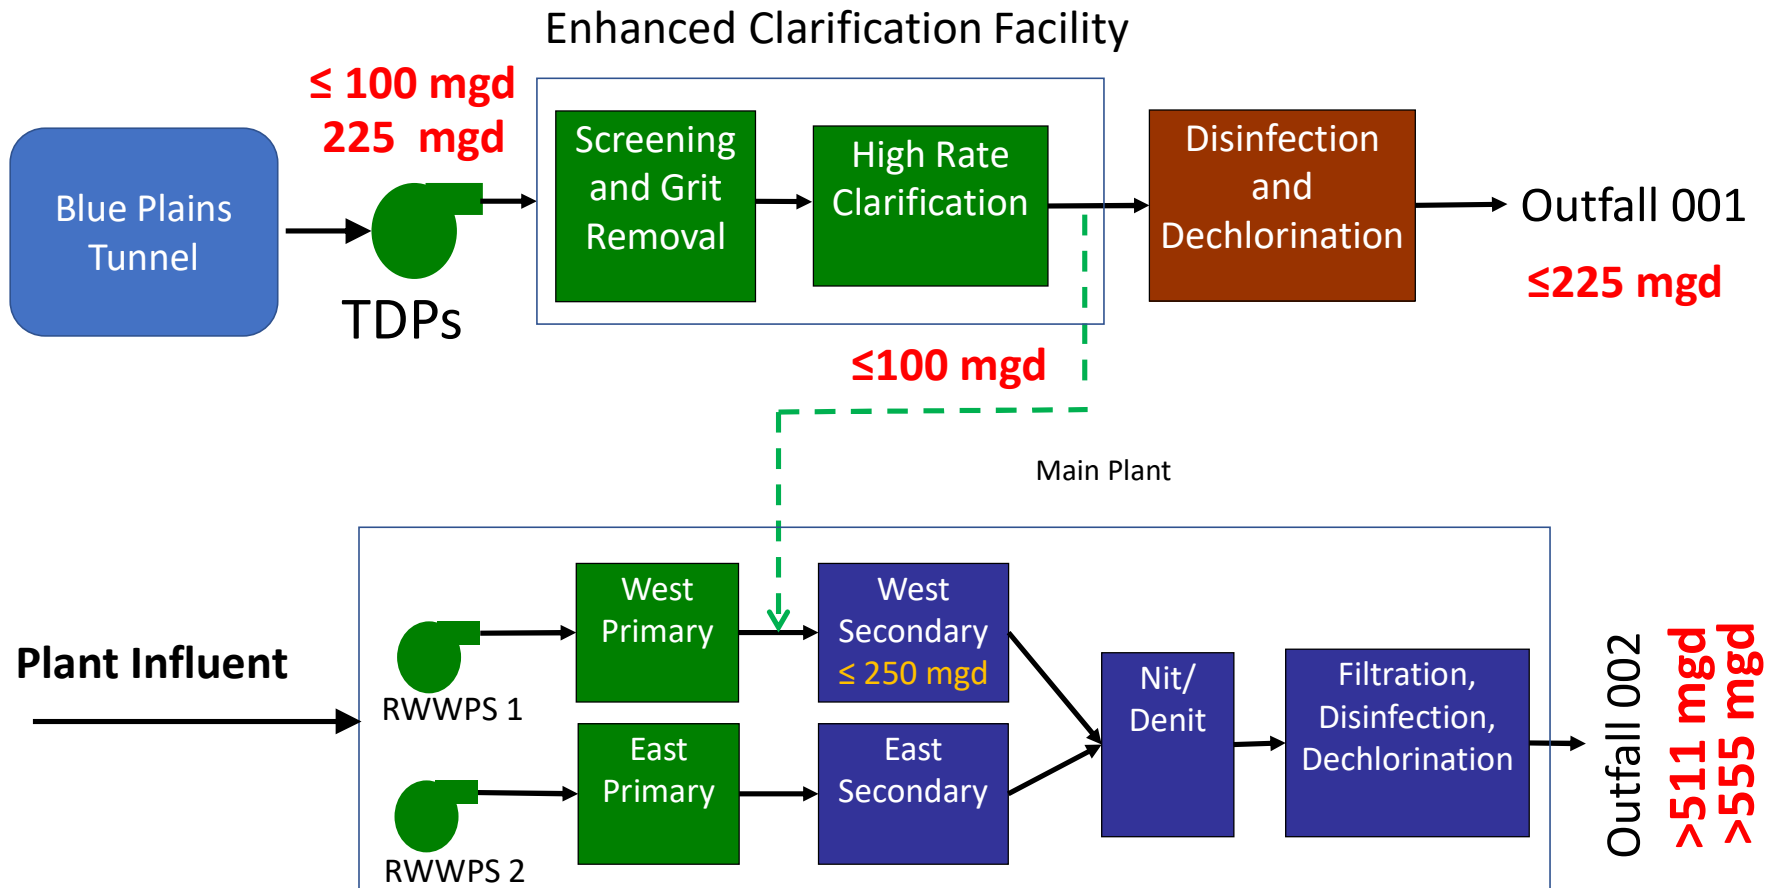 Enhanced Clarification Facility
≤ 100 mgd
225 mgd
Blue Plains
Tunnel
TDPs
Screening
and Grit
Removal
High Rate
Clarification
Disinfection
and
Dechlorination
Outfall 001
≤225 mgd
≤100 mgd
Main Plant
Plant Influent
RWWPS 1
West
Primary
West
Secondary
≤ 250 mgd
RWWPS 2
East
Primary
East
Secondary
Nit/
Denit
Filtration,
Disinfection,
Dechlorination
Outfall 002
>511 mgd
>555 mgd